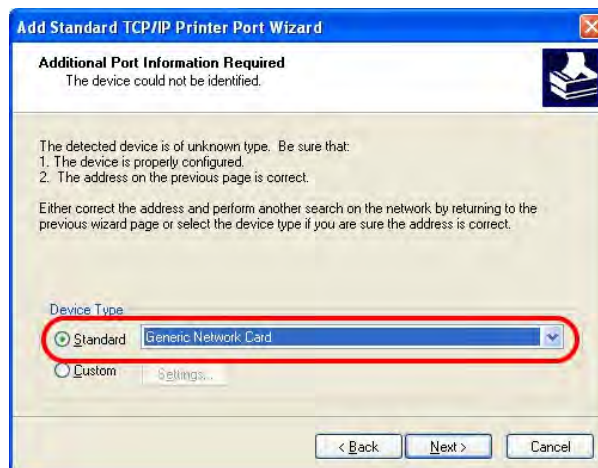 Add Standard TCP/IP Printer Port Wizard
Additional Port Information Required
The device could not be identified.
The detected device is of unknown type. Be sure that:
1. The device is properly configured.
2. The address on the previous page is correct.
Either correct the address and perform another search on the network by returning to the
previous wizard page or select the device type if you are sure the address is correct.
Device Type
Standard Generic Network Card
Custom Settings...
< Back Next > Cancel